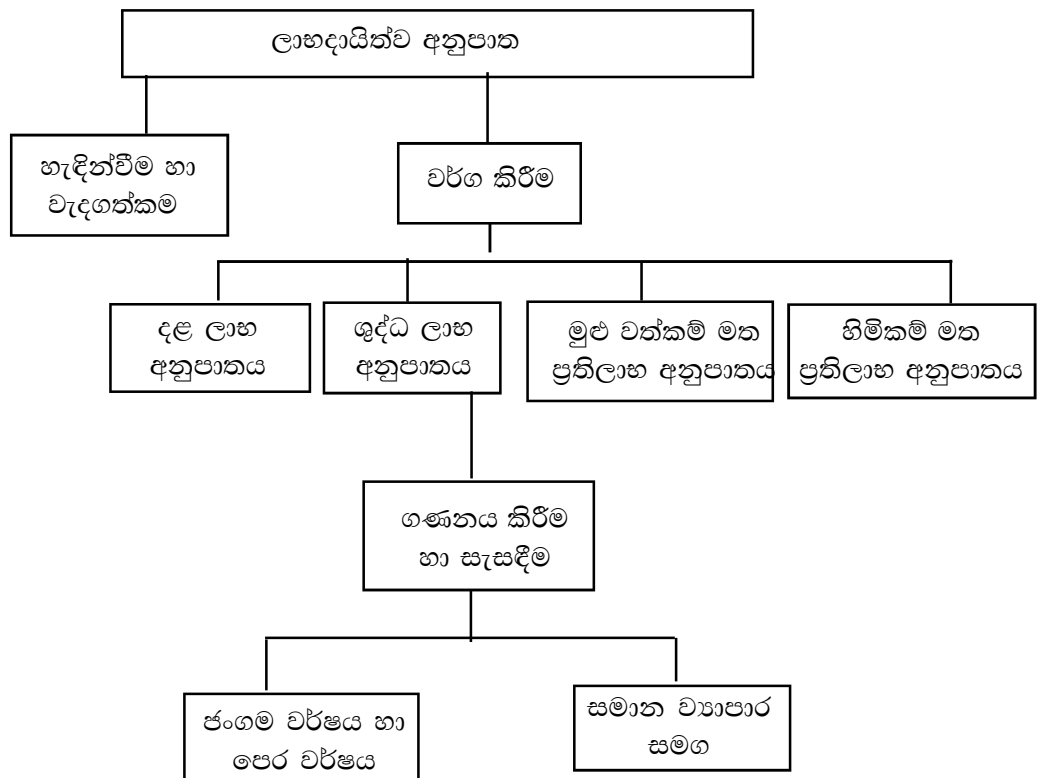 ලාභදායිත්ව අනුපාත
හැඳින්වීම හා
වැදගත්කම
වර්ග කිරීම
දළ ලාභ
අනුපාතය
ශුද්ධ ලාභ
අනුපාතය
මුළු වත්කම් මත
ප්‍රතිලාභ අනුපාතය
හිමිකම් මත
ප්‍රතිලාභ අනුපාතය
ගණනය කිරීම
හා සැසඳීම
ජංගම වර්ෂය හා
පෙර වර්ෂය
සමාන ව්‍යාපාර
සමග